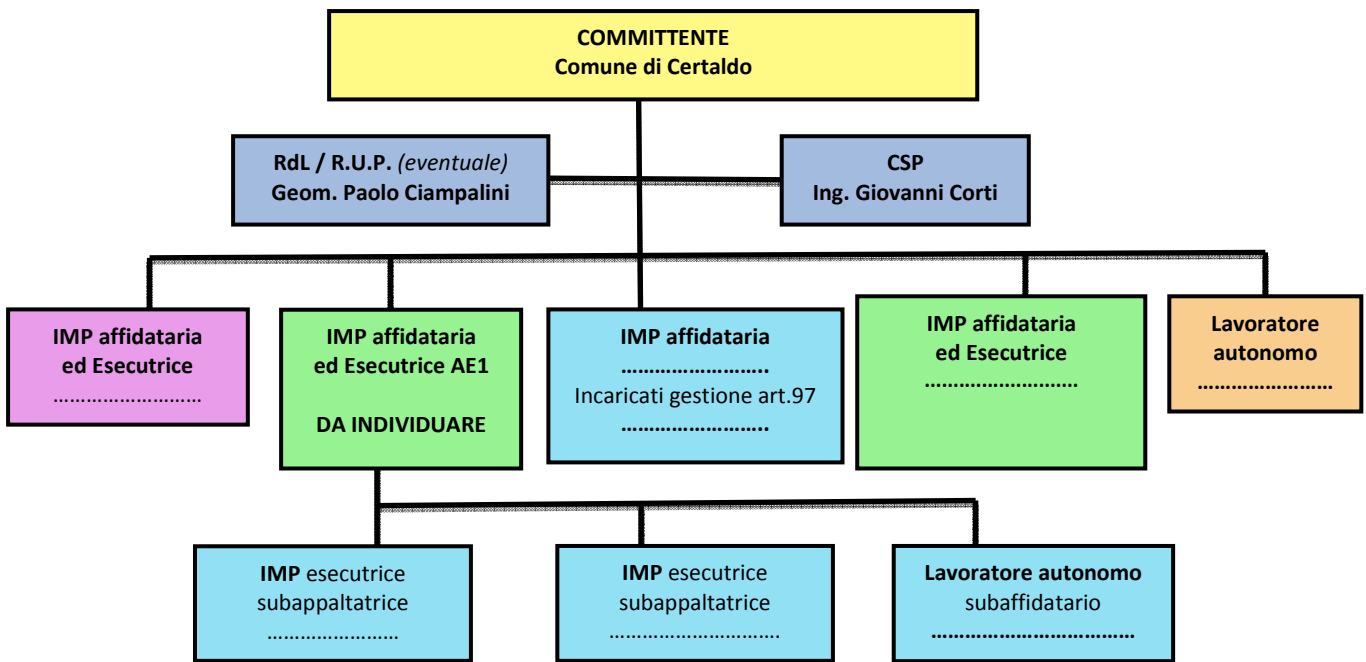 COMMITTENTE
Comune di Certaldo
RdL / R.U.P. (eventuale)
Geom. Paolo Ciampalini
CSP
Ing. Giovanni Corti
IMP affidataria
ed Esecutrice
………………………
IMP affidataria
ed Esecutrice AE1
DA INDIVIDUARE
IMP affidataria
……………………..
Incaricati gestione art.97
……………………..
IMP affidataria
ed Esecutrice
……………………….
Lavoratore
autonomo
……………………
IMP esecutrice
subappaltatrice
……………………
IMP esecutrice
subappaltatrice
………………………….
Lavoratore autonomo
subaffidatario
………………………………